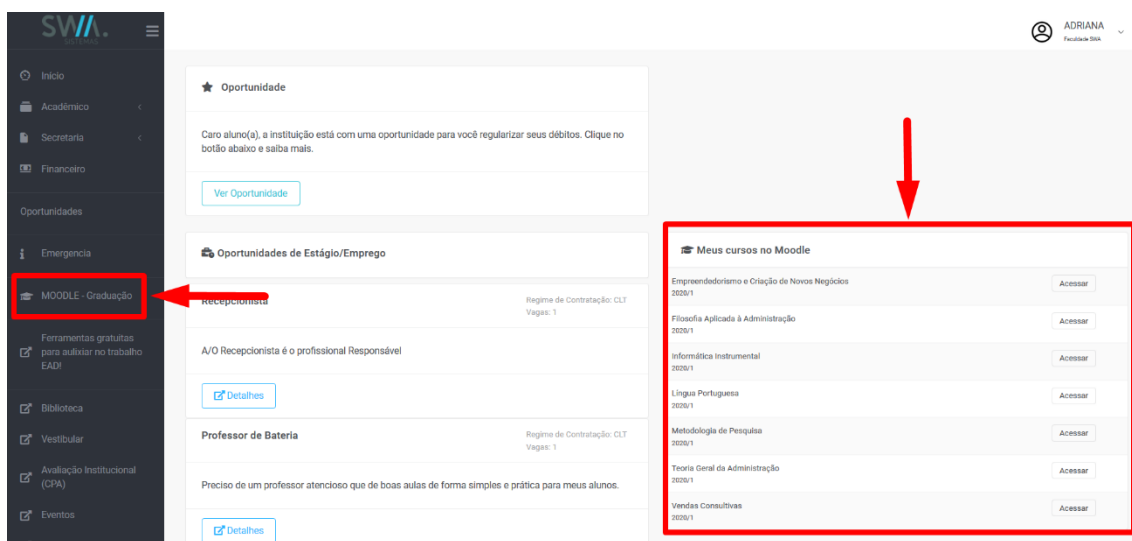 SWA.
SISTEMAS
ADRIANA
Faculdade SWA
Início
Acadêmico
Secretaria
Financeiro
Oportunidades
Emergencia
MOODLE - Graduação
Ferramentas gratuitas
para aulixiar no trabalho
EAD!
Biblioteca
Vestibular
Avaliação Institucional
(CPA)
Eventos
Oportunidade
Caro aluno(a), a instituição está com uma oportunidade para você regularizar seus débitos. Clique no
botão abaixo e saiba mais.
Ver Oportunidade
Oportunidades de Estágio/Emprego
Recepcionista
Regime de Contratação: CLT
Vagas: 1
A/O Recepcionista é o profissional Responsável
Detalhes
Professor de Bateria
Regime de Contratação: CLT
Vagas: 1
Preciso de um professor atencioso que de boas aulas de forma simples e prática para meus alunos.
Detalhes
Meus cursos no Moodle
Empreendedorismo e Criação de Novos Negócios
2020/1
Acessar
Filosofia Aplicada à Administração
2020/1
Acessar
Informática Instrumental
2020/1
Acessar
Língua Portuguesa
2020/1
Acessar
Metodologia de Pesquisa
2020/1
Acessar
Teoria Geral da Administração
2020/1
Acessar
Vendas Consultivas
2020/1
Acessar